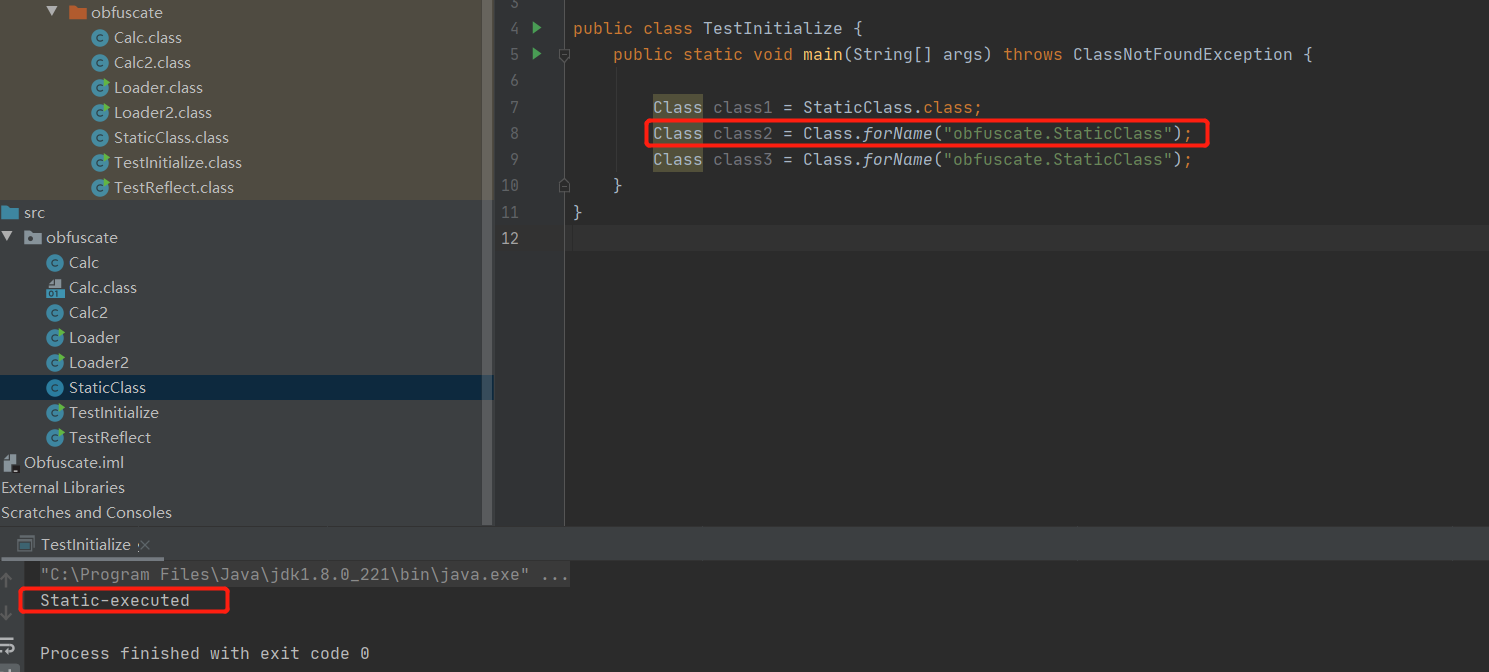 obfuscate
Calc.class
Calc2.class
Loader.class
Loader2.class
StaticClass.class
TestInitialize.class
TestReflect.class
src
obfuscate
Calc
Calc.class
Calc2
Loader
Loader2
StaticClass
TestInitialize
TestReflect
Obfuscate.iml
External Libraries
Scratches and Consoles
3
4 public class TestInitialize {
5 public static void main(String[] args) throws ClassNotFoundException {
6
7 Class class1 = StaticClass.class;
8 Class class2 = Class.forName("obfuscate.StaticClass");
9 Class class3 = Class.forName("obfuscate.StaticClass");
10 }
11 }
12
TestInitialize
"C:\Program Files\Java\jdk1.8.0_221\bin\java.exe" ...
Static-executed
Process finished with exit code 0